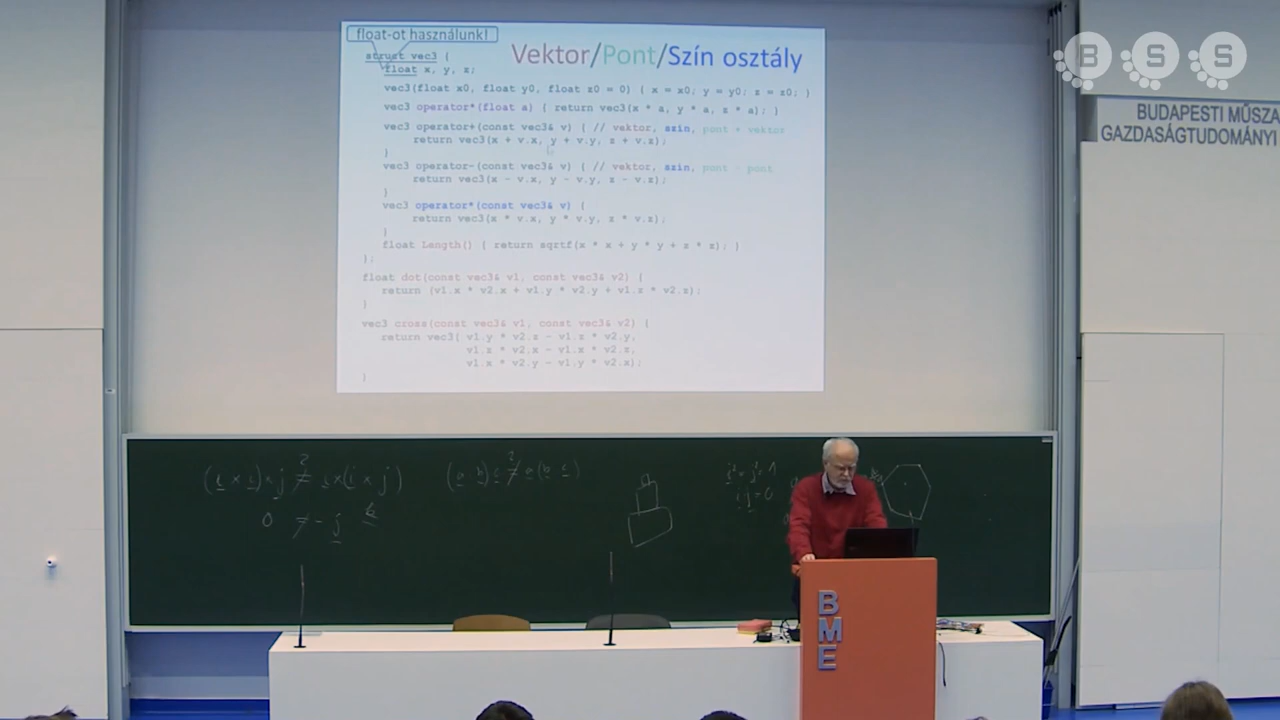 float-ot használunk!
Vektor/Pont/Szín osztály
struct vec3 {
float x, y, z;
vec3(float x0, float y0, float z0 = 0) { x = x0; y = y0; z = z0; }
vec3 operator*(float a) { return vec3(x * a, y * a, z * a); }
vec3 operator+(const vec3& v) { // vektor, szín, pont + vektor
return vec3(x + v.x, y + v.y, z + v.z);
}
vec3 operator-(const vec3& v) { // vektor, szín, pont - pont
return vec3(x - v.x, y - v.y, z - v.z);
}
vec3 operator*(const vec3& v) {
return vec3(x * v.x, y * v.y, z * v.z);
}
float Length() { return sqrtf(x * x + y * y + z * z); }
};
float dot(const vec3& v1, const vec3& v2) {
return (v1.x * v2.x + v1.y * v2.y + v1.z * v2.z);
}
vec3 cross(const vec3& v1, const vec3& v2) {
return vec3( v1.y * v2.z - v1.z * v2.y,
v1.z * v2.x - v1.x * v2.z,
v1.x * v2.y - v1.y * v2.x);
}
BSS
BUDAPESTI MŰSZA
GAZDASÁGTUDOMÁNYI
BME